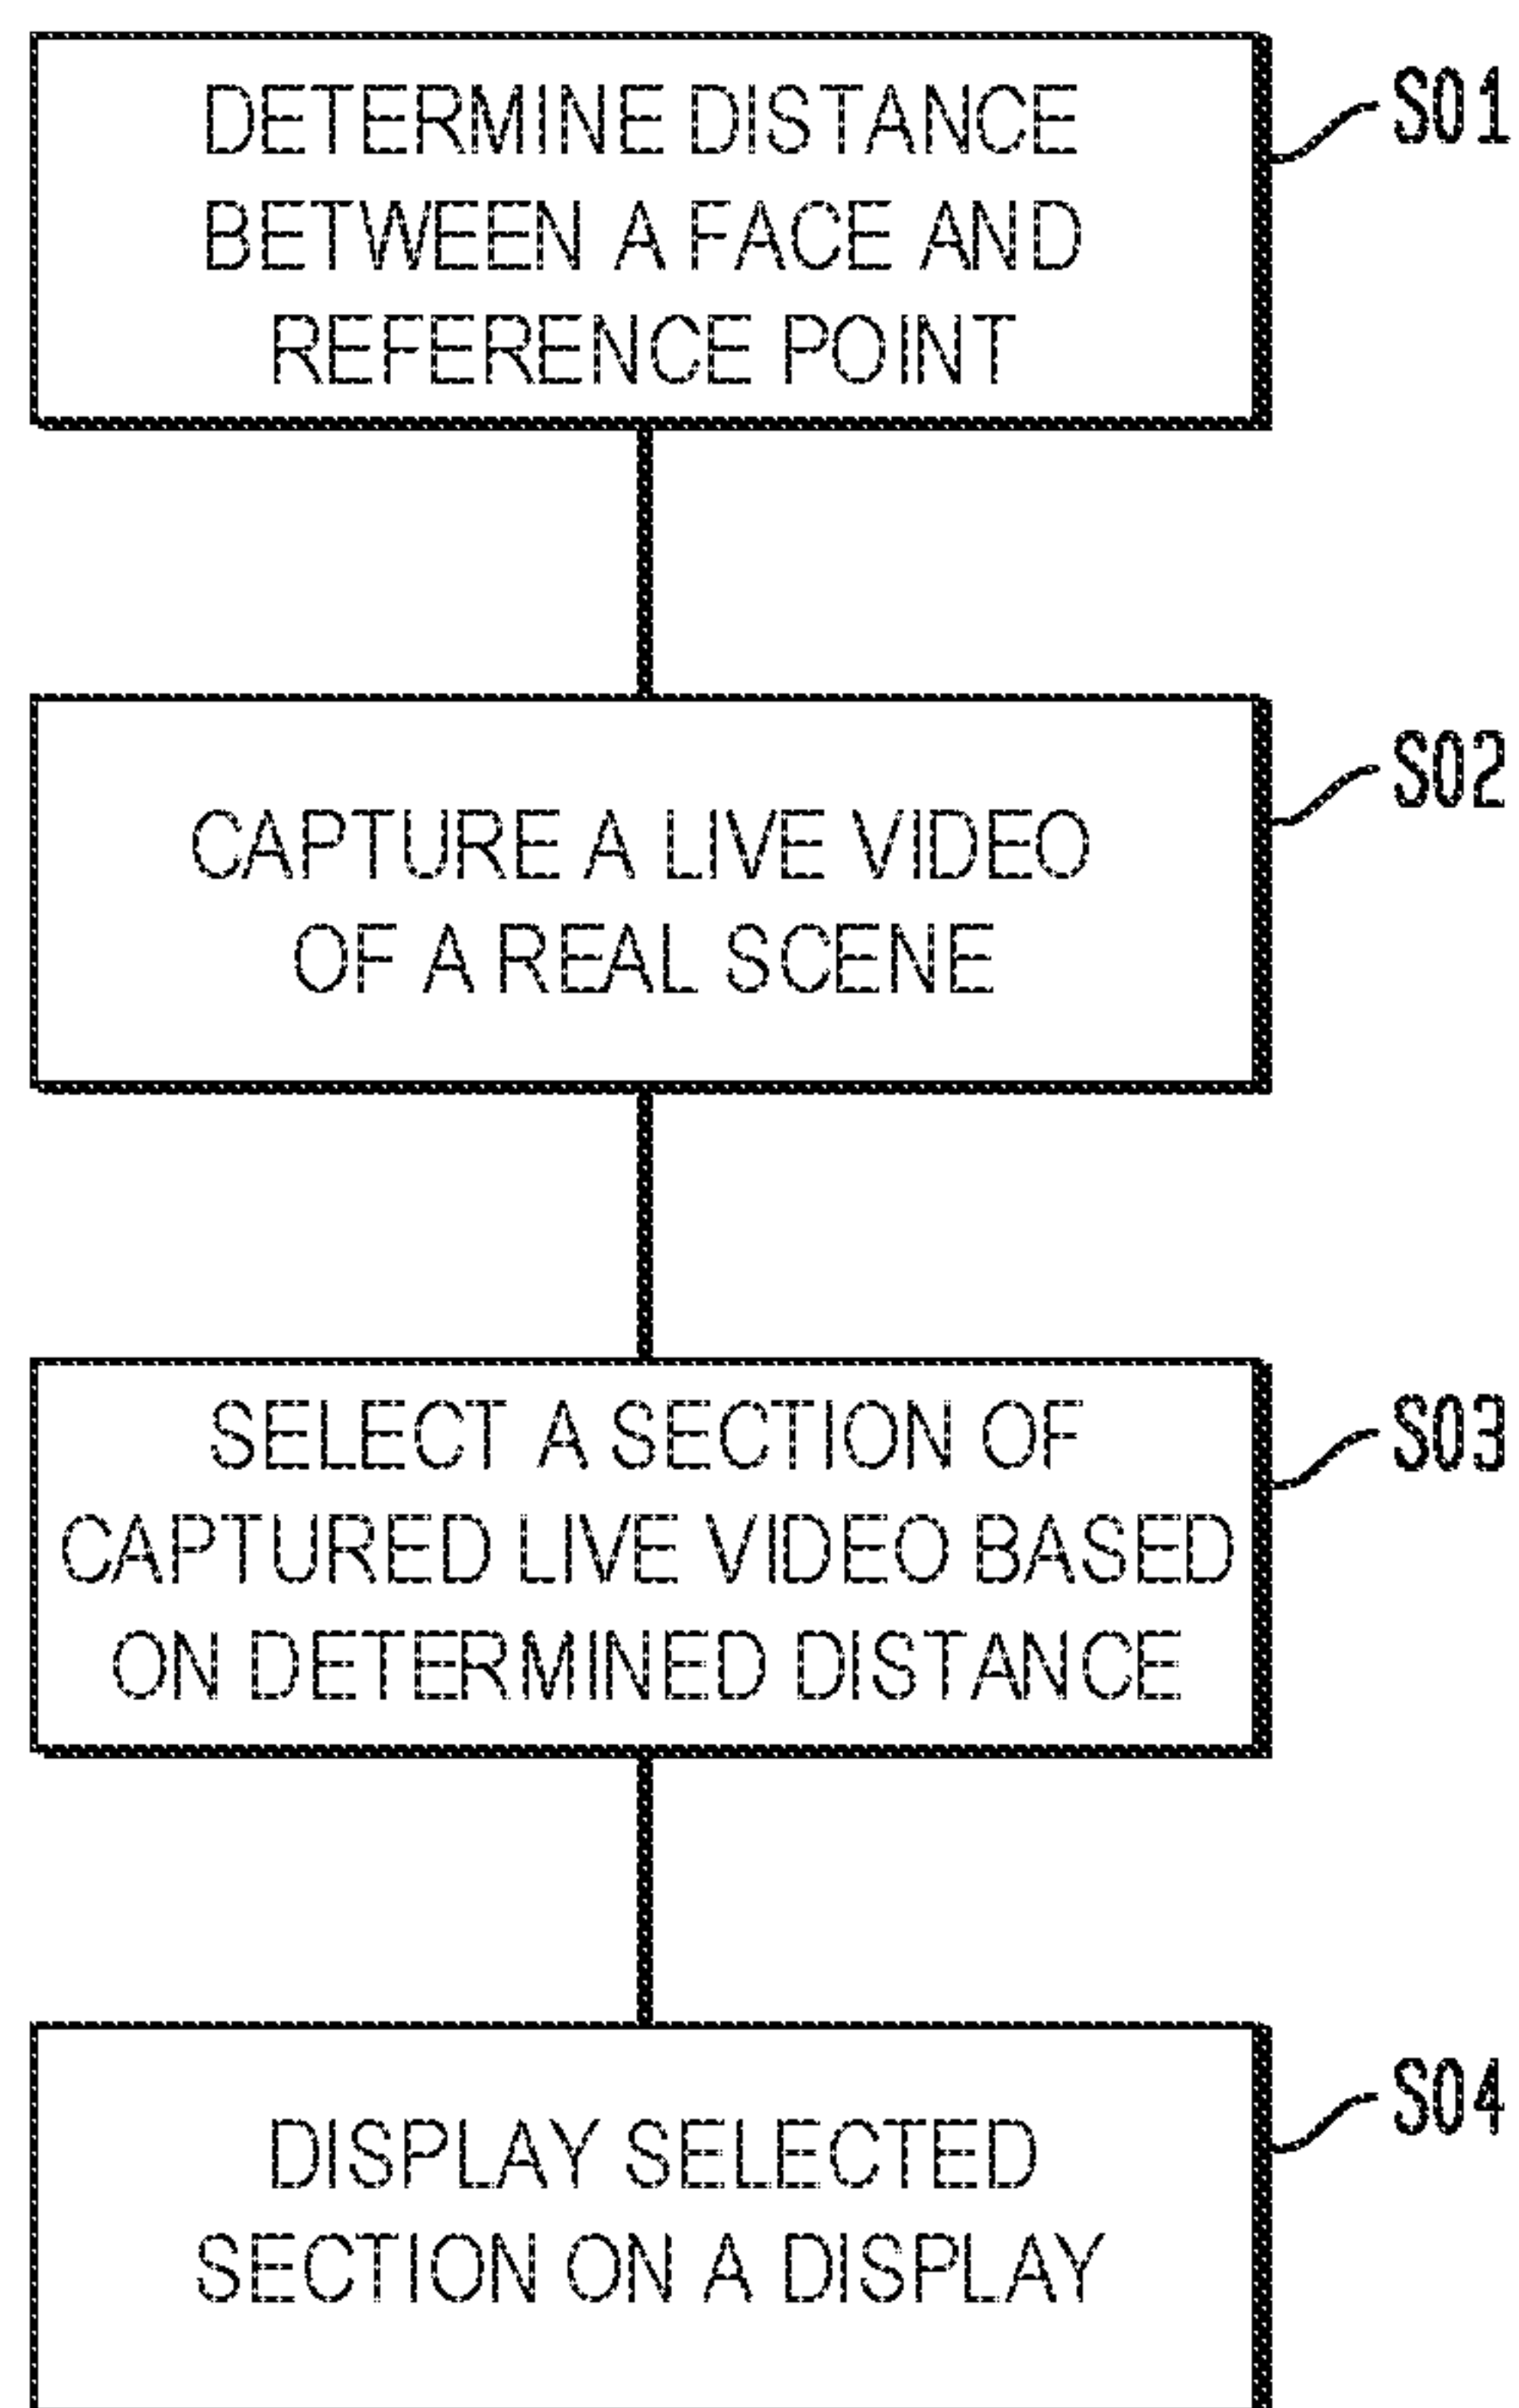 DETERMINE DISTANCE
BETWEEN A FACE AND
REFERENCE POINT
S01
CAPTURE A LIVE VIDEO
OF A REAL SCENE
S02
SELECT A SECTION OF
CAPTURED LIVE VIDEO BASED
ON DETERMINED DISTANCE
S03
DISPLAY SELECTED
SECTION ON A DISPLAY
S04